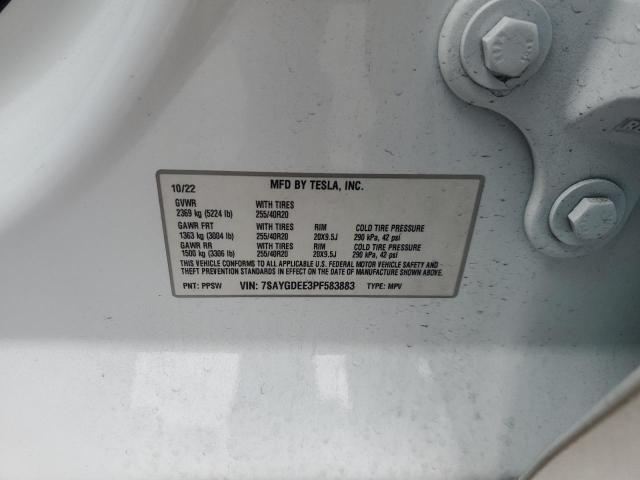 10/22 MFD BY TESLA, INC.
GVWR WITH TIRES
2369 kg (5224 lb) 255/40R20
GAWR FRT WITH TIRES RIM COLD TIRE PRESSURE
1363 kg (3004 lb) 255/40R20 20X9.5J 290 kPa, 42 psi
GAWR RR WITH TIRES RIM COLD TIRE PRESSURE
1500 kg (3306 lb) 255/40R20 20X9.5J 290 kPa, 42 psi
THIS VEHICLE CONFORMS TO ALL APPLICABLE U.S. FEDERAL MOTOR VEHICLE SAFETY AND
THEFT PREVENTION STANDARDS IN EFFECT ON THE DATE OF MANUFACTURE SHOWN ABOVE.
PNT: PPSW VIN: 7SAYGDEE3PF583883 TYPE: MPV